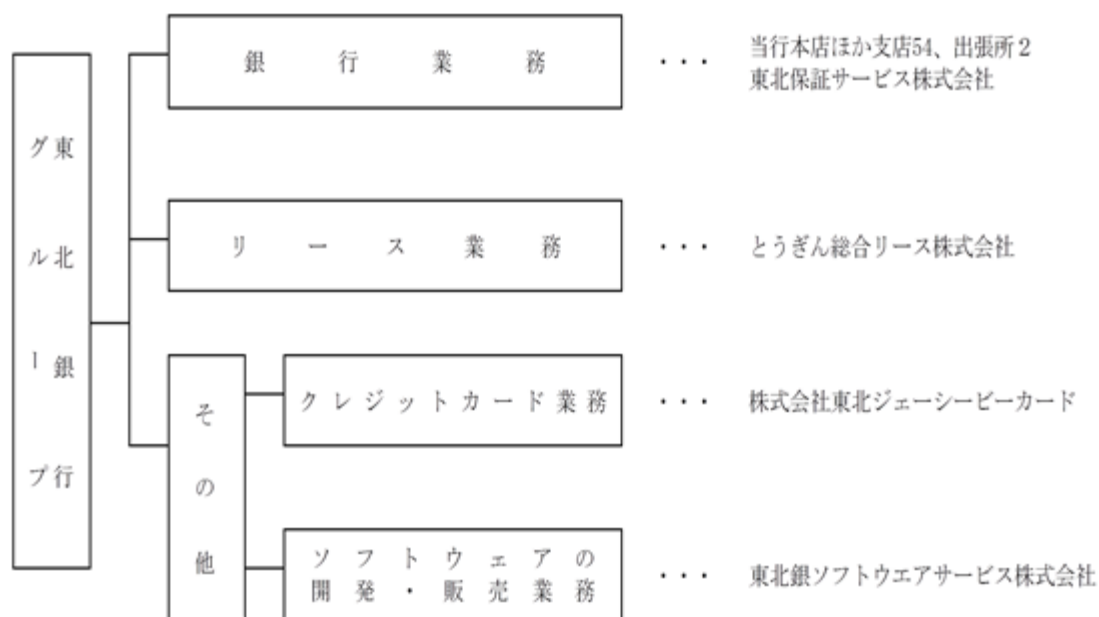 東北銀行
グループ
銀行業務
・・・
当行本店ほか支店54、出張所２
東北保証サービス株式会社
リース業務
・・・
とうぎん総合リース株式会社
その他
クレジットカード業務
・・・
株式会社東北ジェーシービーカード
ソフトウェアの
開発・販売業務
・・・
東北銀ソフトウエアサービス株式会社